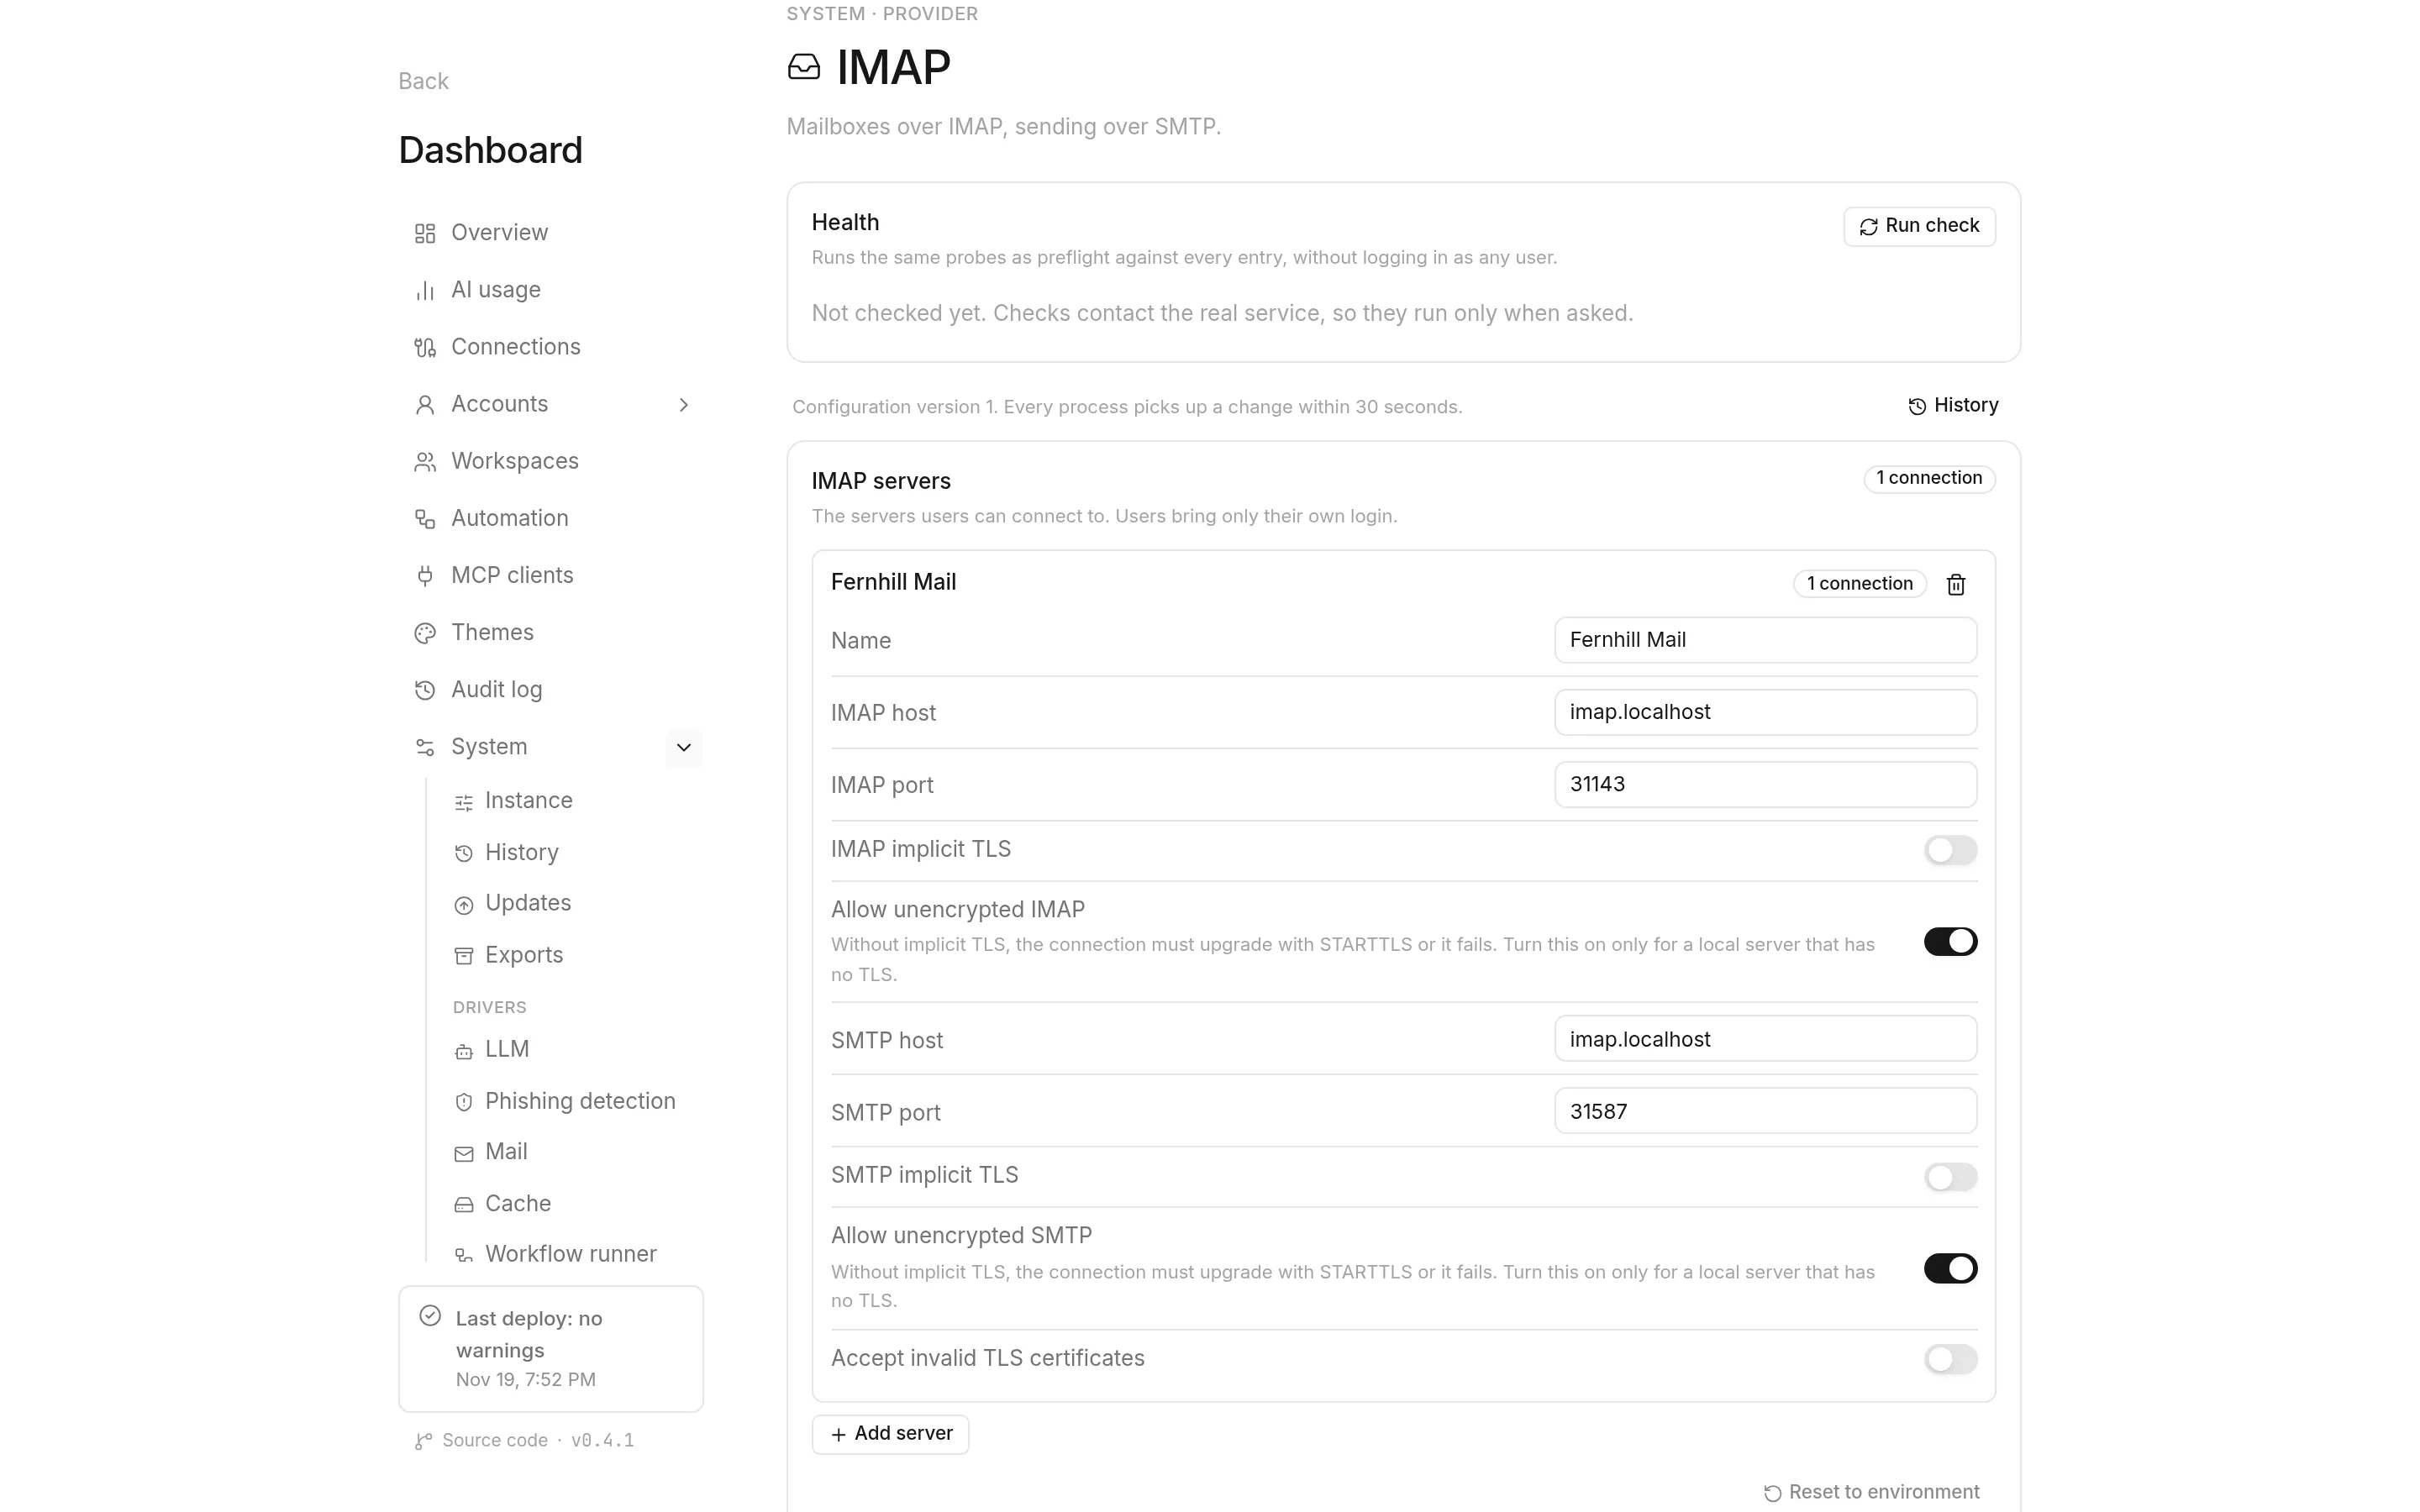 Back
Dashboard
Overview
AI usage
Connections
Accounts
Workspaces
Automation
MCP clients
Themes
Audit log
System
Instance
History
Updates
Exports
DRIVERS
LLM
Phishing detection
Mail
Cache
Workflow runner
Last deploy: no
warnings
Nov 19, 7:52 PM
Source code · v0.4.1
SYSTEM · PROVIDER
IMAP
Mailboxes over IMAP, sending over SMTP.
Health
Run check
Runs the same probes as preflight against every entry, without logging in as any user.
Not checked yet. Checks contact the real service, so they run only when asked.
Configuration version 1. Every process picks up a change within 30 seconds.
History
IMAP servers
1 connection
The servers users can connect to. Users bring only their own login.
Fernhill Mail
1 connection
Name
Fernhill Mail
IMAP host
imap.localhost
IMAP port
31143
IMAP implicit TLS
Allow unencrypted IMAP
Without implicit TLS, the connection must upgrade with STARTTLS or it fails. Turn this on only for a local server that has
no TLS.
SMTP host
imap.localhost
SMTP port
31587
SMTP implicit TLS
Allow unencrypted SMTP
Without implicit TLS, the connection must upgrade with STARTTLS or it fails. Turn this on only for a local server that has
no TLS.
Accept invalid TLS certificates
Add server
Reset to environment